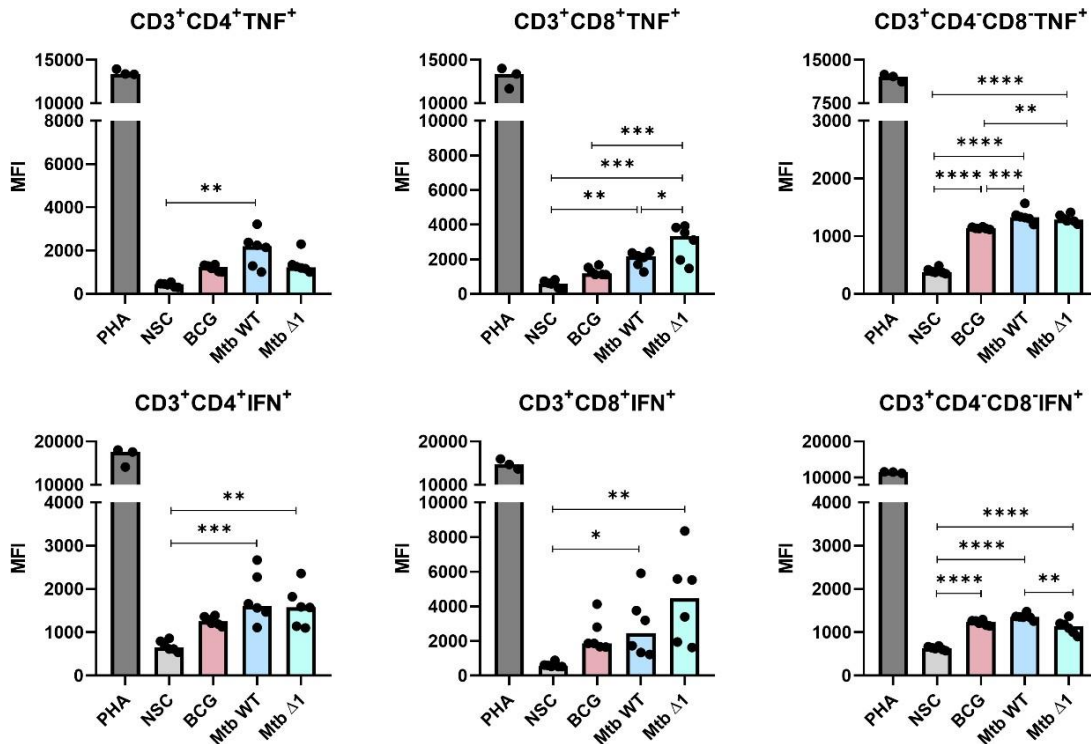 CD3⁺CD4⁺TNF⁺
15000
10000
8000
6000
4000
2000
0
MFI
**
PHA
NSC
BCG
Mtb WT
Mtb Δ1
CD3⁺CD8⁺TNF⁺
15000
10000
10000
8000
6000
4000
2000
0
MFI
***
***
**
*
PHA
NSC
BCG
Mtb WT
Mtb Δ1
CD3⁺CD4⁻CD8⁻TNF⁺
15000
7500
3000
2000
1000
0
MFI
****
**
****
**** ***
PHA
NSC
BCG
Mtb WT
Mtb Δ1
CD3⁺CD4⁺IFN⁺
20000
10000
4000
3000
2000
1000
0
MFI
**
***
PHA
NSC
BCG
Mtb WT
Mtb Δ1
CD3⁺CD8⁺IFN⁺
20000
10000
10000
8000
6000
4000
2000
0
MFI
**
*
PHA
NSC
BCG
Mtb WT
Mtb Δ1
CD3⁺CD4⁻CD8⁻IFN⁺
20000
10000
4000
3000
2000
1000
0
MFI
****
****
**** **
PHA
NSC
BCG
Mtb WT
Mtb Δ1